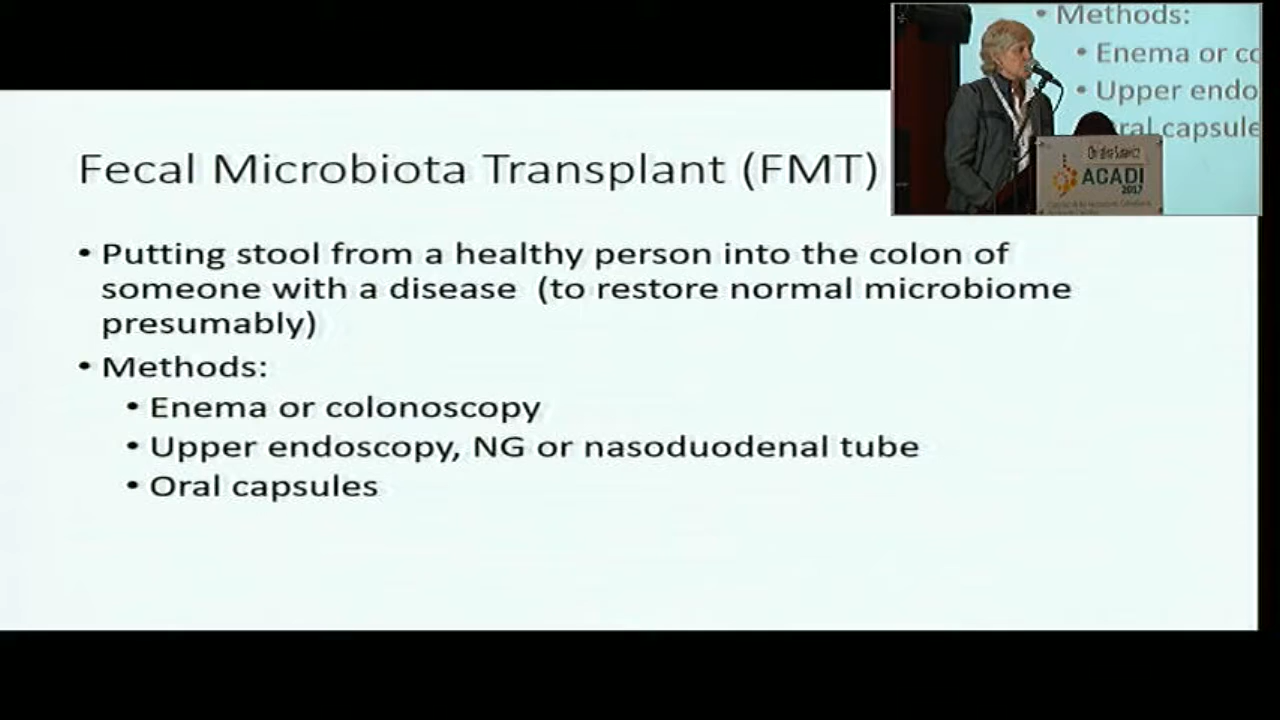 Fecal Microbiota Transplant (FMT)
• Putting stool from a healthy person into the colon of
someone with a disease (to restore normal microbiome
presumably)
• Methods:
• Enema or colonoscopy
• Upper endoscopy, NG or nasoduodenal tube
• Oral capsules
• Methods:
• Enema or co
• Upper endo
oral capsule
ACADI
2017